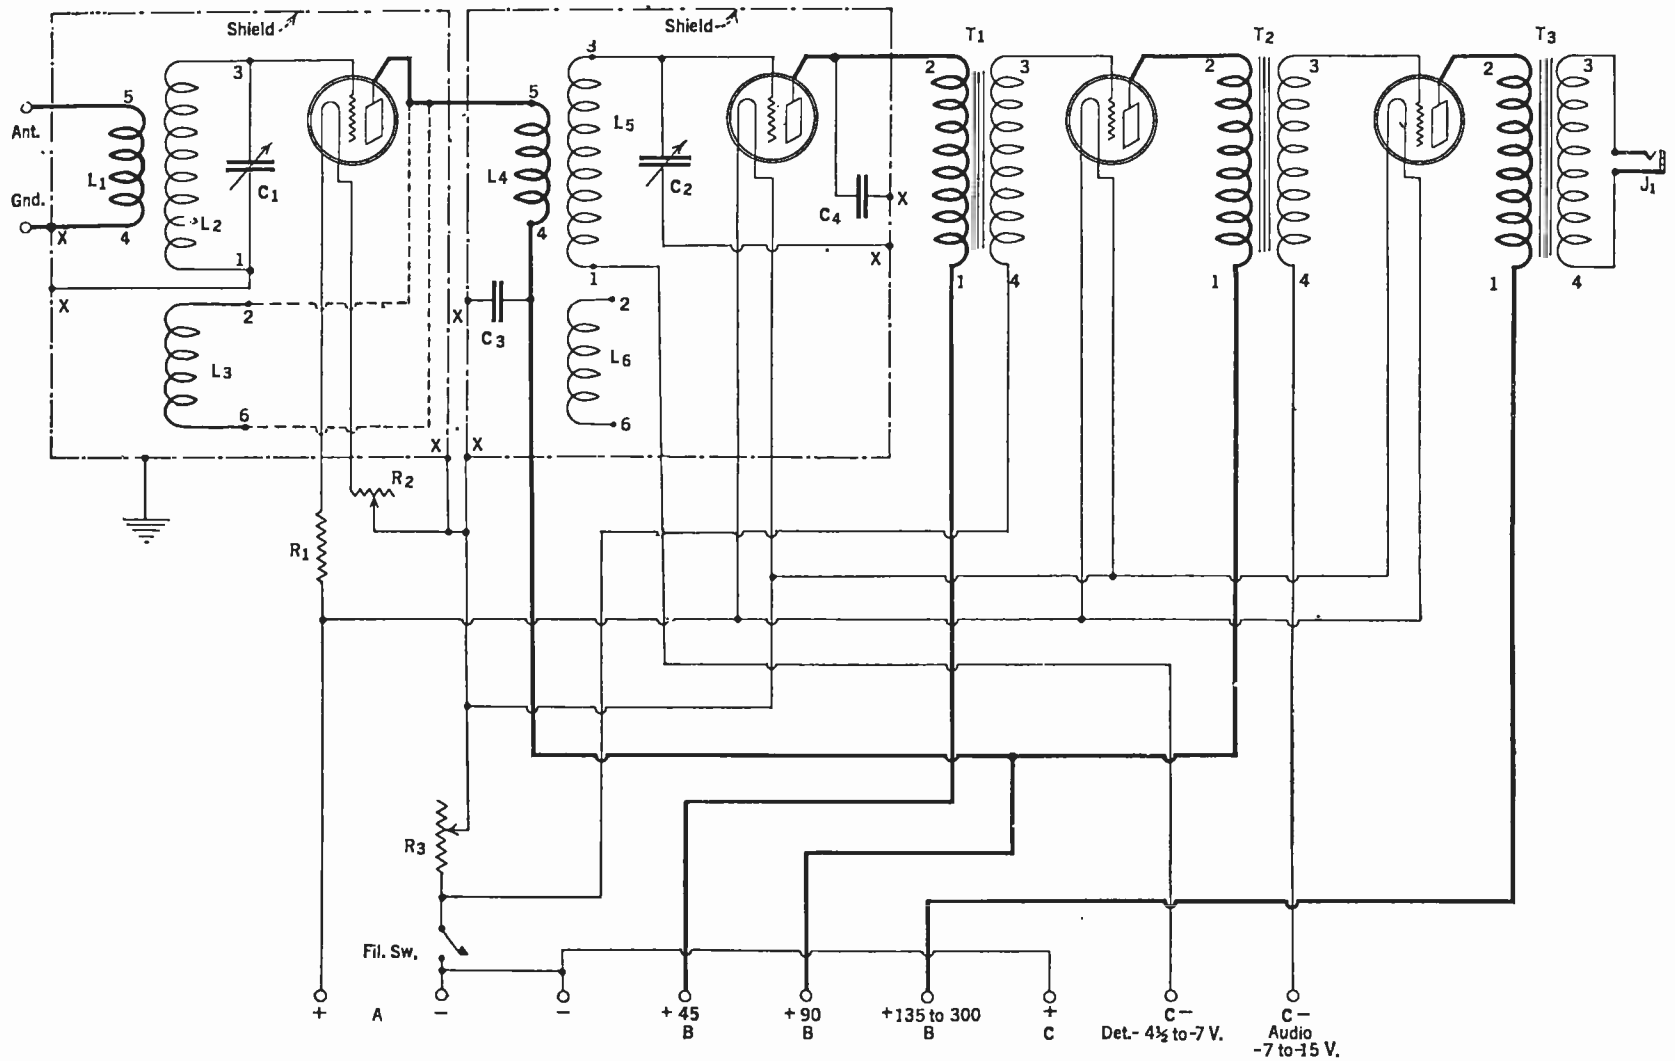 Shield
Shield
T1
T2
T3
3
3
2
3
2
3
2
3
5
5
Ant.
L5
L1
C1
L4
C2
Gnd.
L2
C4
X
J1
X
4
4
X
1
1
1
4
1
4
1
4
X
2
X
2
C3
L3
L6
6
6
X
X
R2
R1
R3
Fil. Sw.
+
A
−
−
+ 45
B
+ 90
B
+ 135 to 300
B
+
C
C −
Det.- 4½ to -7 V.
C −
Audio
-7 to -15 V.